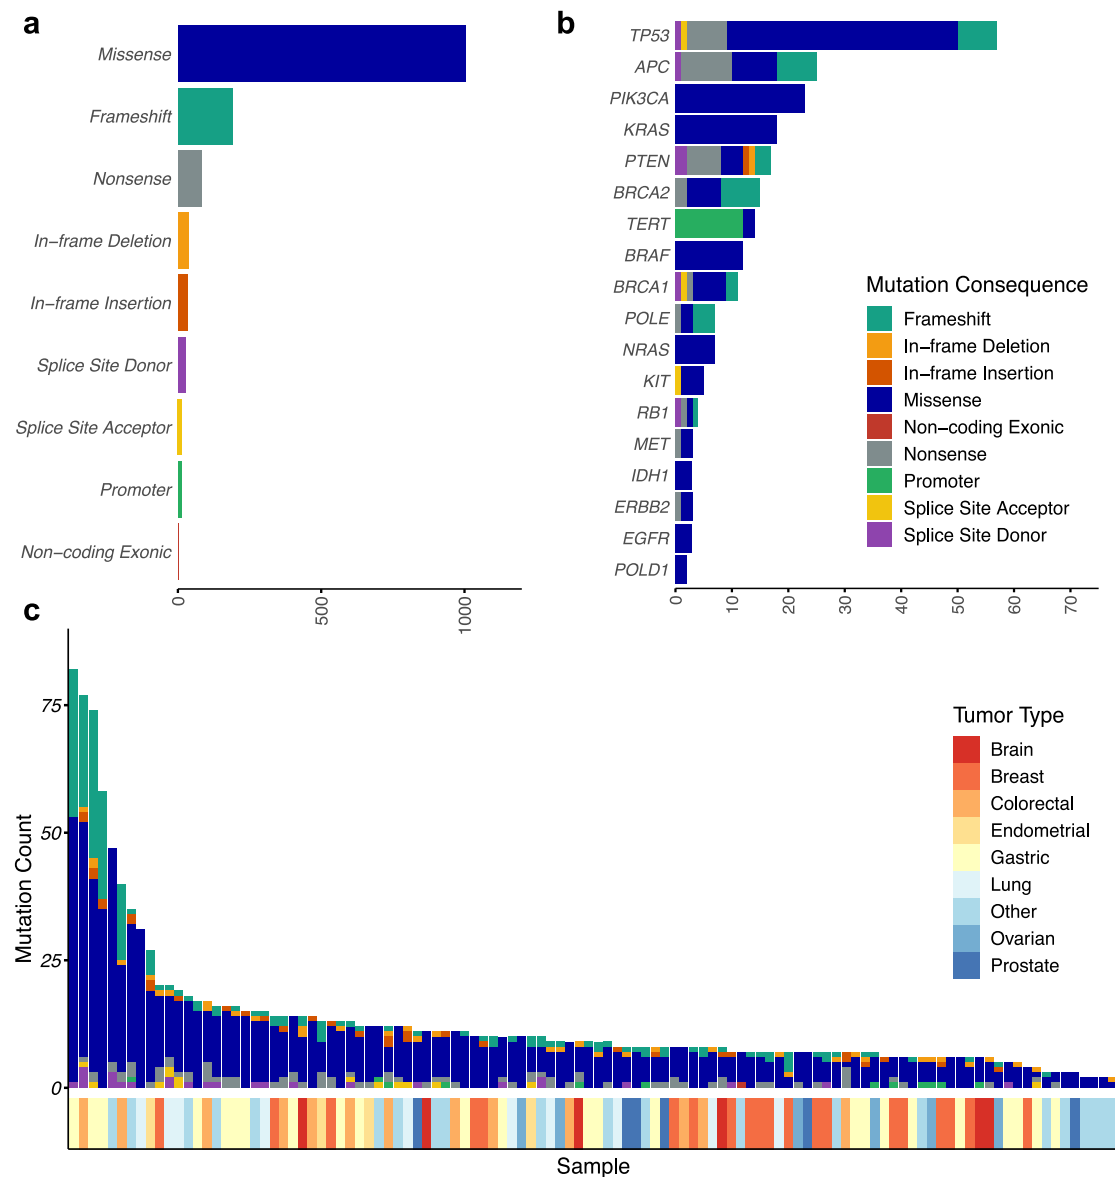 a
Missense
Frameshift
Nonsense
In−frame Deletion
In−frame Insertion
Splice Site Donor
Splice Site Acceptor
Promoter
Non−coding Exonic
0
500
1000
b
TP53
APC
PIK3CA
KRAS
PTEN
BRCA2
TERT
BRAF
BRCA1
POLE
NRAS
KIT
RB1
MET
IDH1
ERBB2
EGFR
POLD1
0
10
20
30
40
50
60
70
Mutation Consequence
Frameshift
In−frame Deletion
In−frame Insertion
Missense
Non−coding Exonic
Nonsense
Promoter
Splice Site Acceptor
Splice Site Donor
c
Mutation Count
75
50
25
0
Sample
Tumor Type
Brain
Breast
Colorectal
Endometrial
Gastric
Lung
Other
Ovarian
Prostate